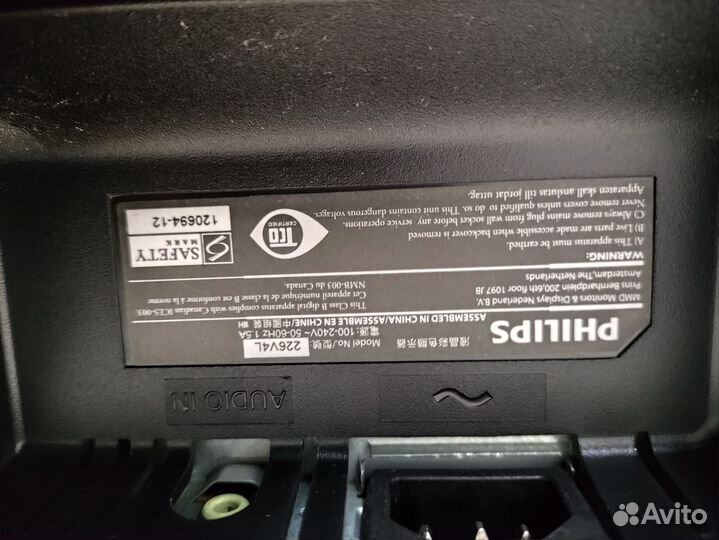 PHILIPS
ASSEMBLED IN CHINA/ASSEMBLE EN CHINE/中國組裝 WH
MMD Monitors & Displays Nederland B.V.
Prins Bernhardplein 200,6th floor 1097 JB
Amsterdam,The Netherlands
WARNING:
A) This apparatus must be earthed.
B) Live parts are made accessible when backcover is removed
C) Always remove mains plug from wall socket before any service operations.
Never remove covers unless qualified to do so. This unit contains dangerous voltages.
Apparaten skall anslutas till jordat uttag.
液晶彩色顯示器
Model No./型號: 226V4L
電源:100-240V~ 50-60Hz 1.5A
This Class B digital apparatus complies with Canadian ICES-003.
Cet appareil numérique de la classe B est conforme à la norme
NMB-003 du Canada.
TCO
CERTIFIED
SAFETY
MARK
120694-12
AUDIO IN
Avito